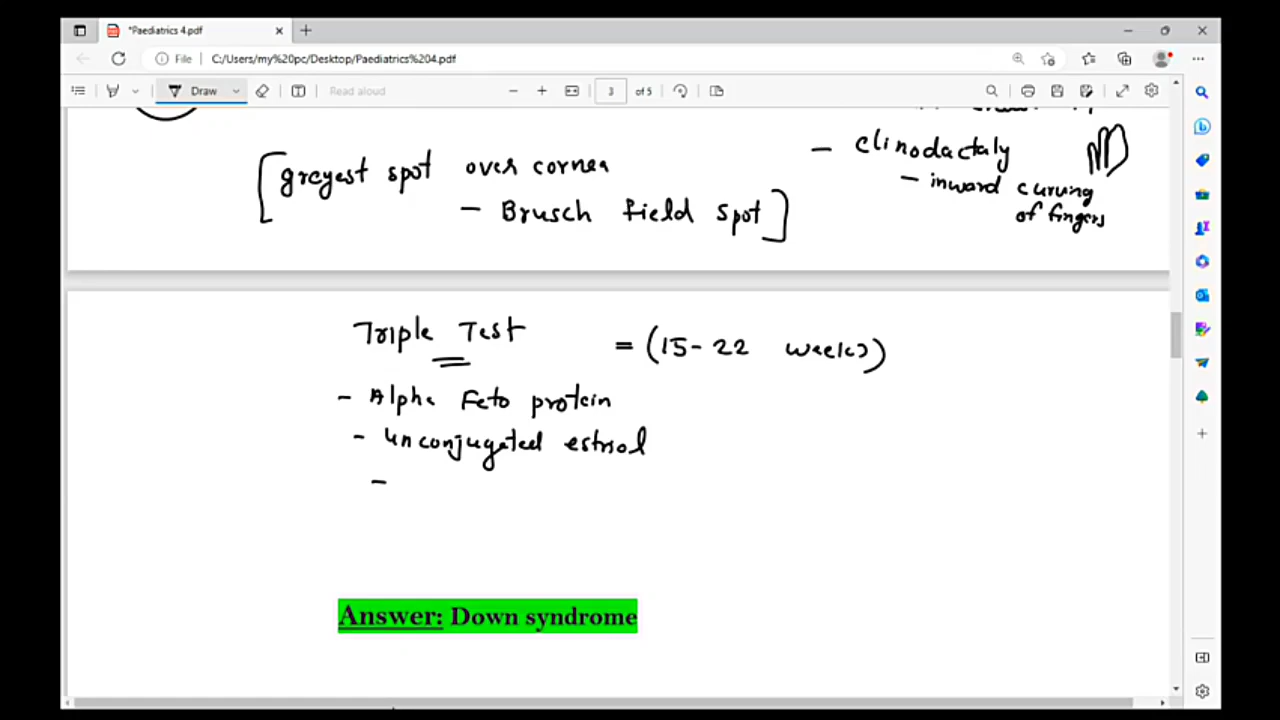 *Paediatrics 4.pdf
File C:/Users/my%20pc/Desktop/Paediatrics%204.pdf
Draw Read aloud 3 of 5
- clinodactaly
- inward curving
of fingers
[greyest spot over cornea
- Brusch field spot]
Triple Test = (15-22 weeks)
- Alpha Feto protein
- unconjugated estriol
-
Answer: Down syndrome